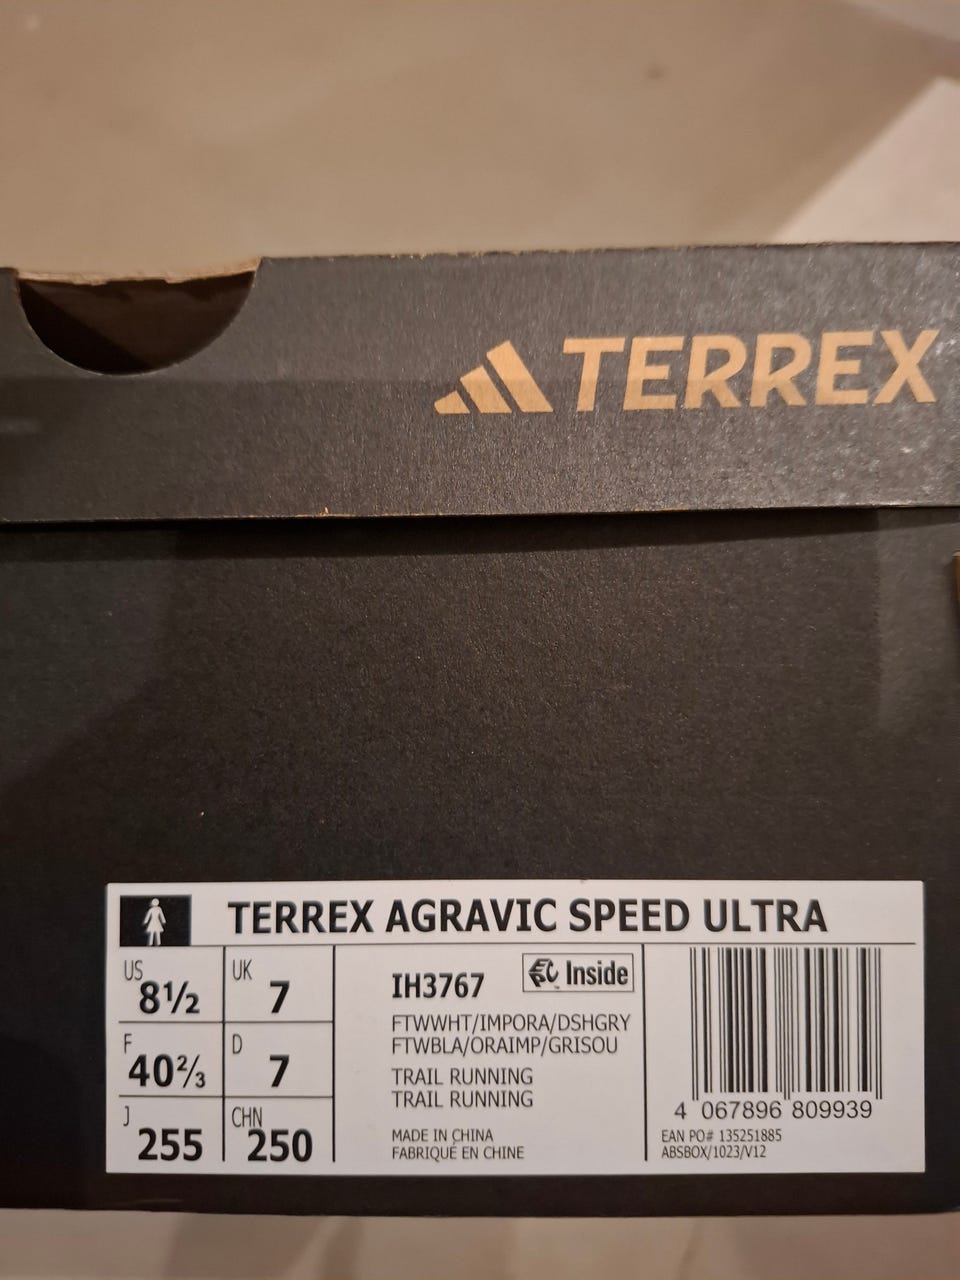 TERREX
TERREX AGRAVIC SPEED ULTRA
US 8½
UK 7
F 40⅔
D 7
J 255
CHN 250
IH3767
EPC Inside
FTWWHT/IMPORA/DSHGRY
FTWBLA/ORAIMP/GRISOU
TRAIL RUNNING
TRAIL RUNNING
MADE IN CHINA
FABRIQUÉ EN CHINE
4 067896 809939
EAN PO# 135251885
ABSBOX/1023/V12